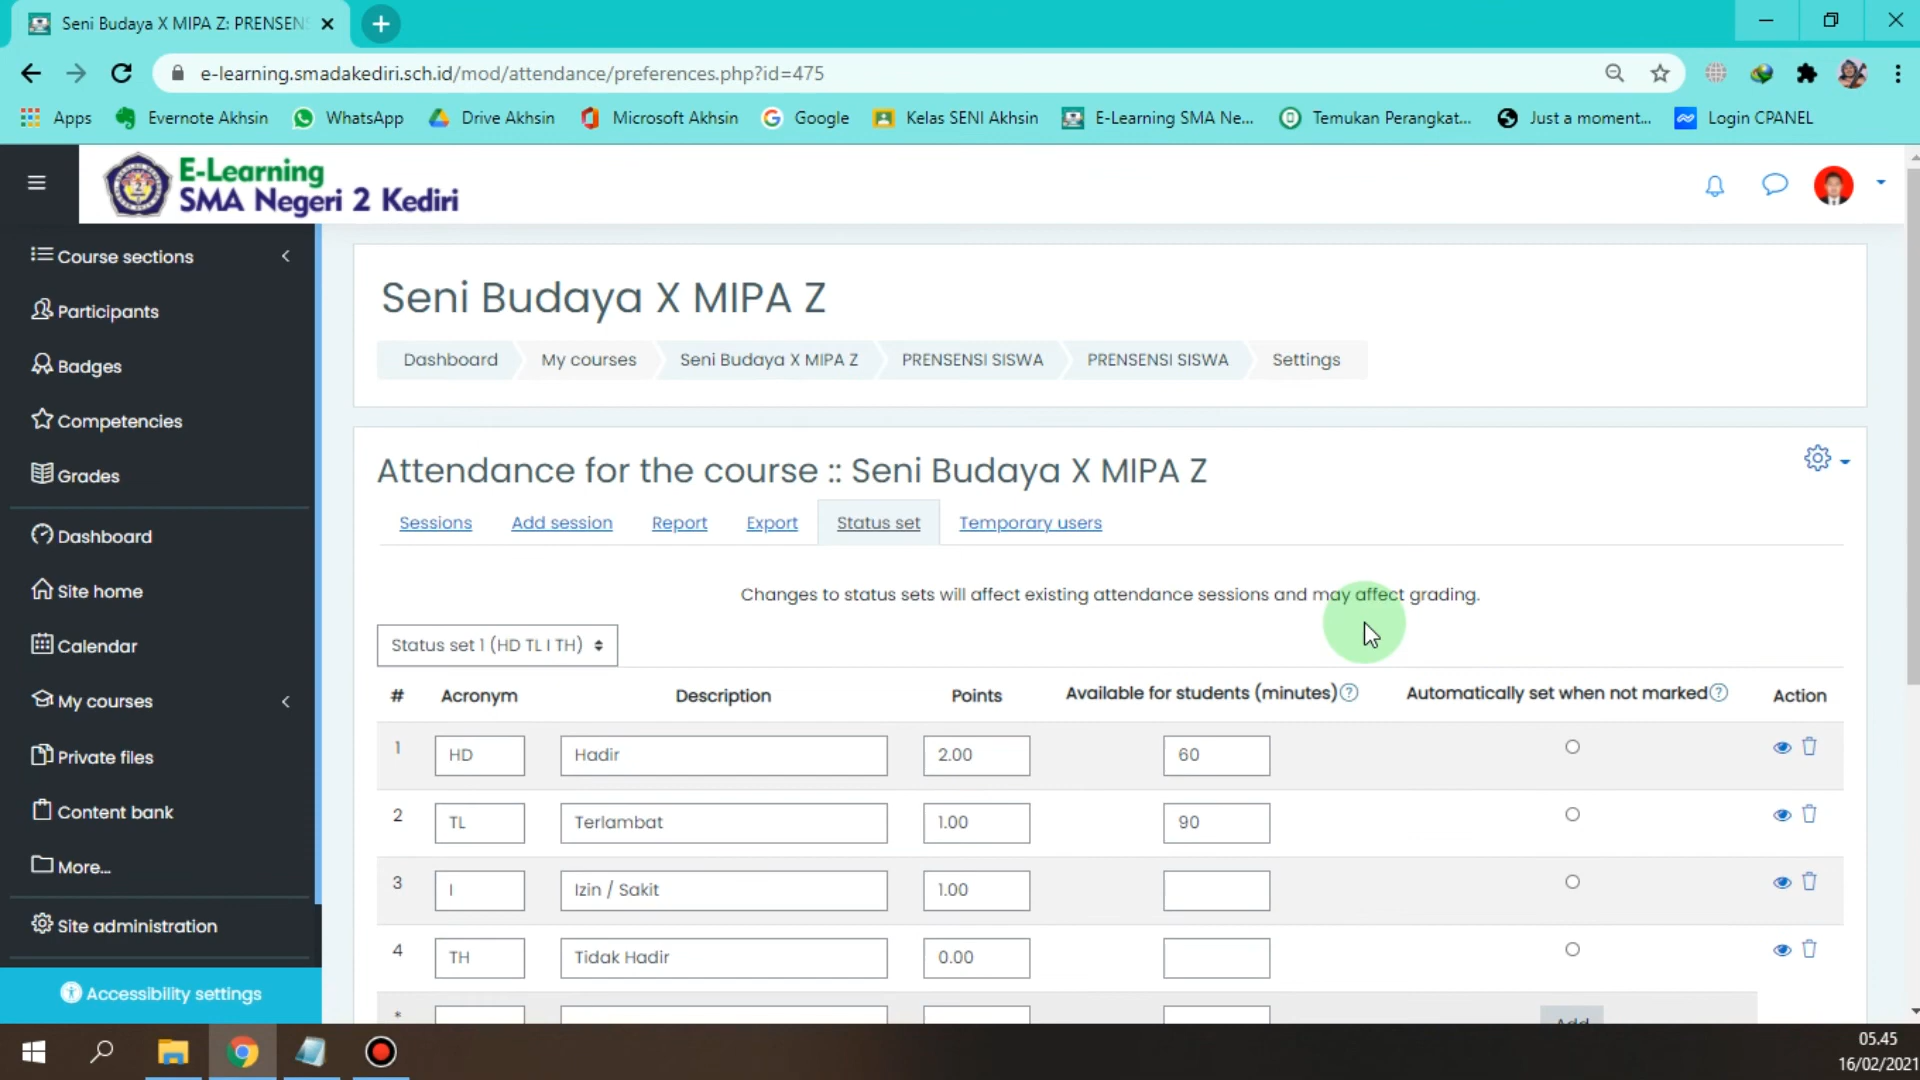 Seni Budaya X MIPA Z: PRENSEN
e-learning.smadakediri.sch.id/mod/attendance/preferences.php?id=475
Apps Evernote Akhsin WhatsApp Drive Akhsin Microsoft Akhsin Google Kelas SENI Akhsin E-Learning SMA Ne... Temukan Perangkat... Just a moment... Login CPANEL
E-Learning
SMA Negeri 2 Kediri
Course sections
Participants
Badges
Competencies
Grades
Dashboard
Site home
Calendar
My courses
Private files
Content bank
More...
Site administration
Accessibility settings
Seni Budaya X MIPA Z
Dashboard My courses Seni Budaya X MIPA Z PRENSENSI SISWA PRENSENSI SISWA Settings
Attendance for the course :: Seni Budaya X MIPA Z
Sessions Add session Report Export Status set Temporary users
Changes to status sets will affect existing attendance sessions and may affect grading.
Status set 1 (HD TL I TH)
# Acronym Description Points Available for students (minutes) Automatically set when not marked Action
1 HD Hadir 2.00 60
2 TL Terlambat 1.00 90
3 I Izin / Sakit 1.00
4 TH Tidak Hadir 0.00
* Add
05.45
16/02/2021